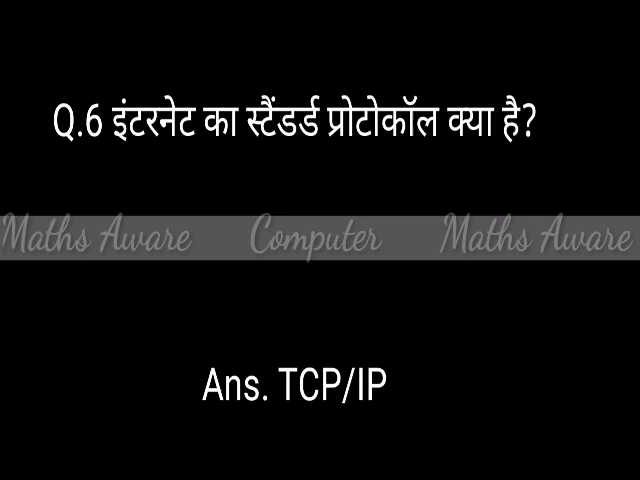 Q.6 इंटरनेट का स्टैंडर्ड प्रोटोकॉल क्या है?
Maths Aware Computer Maths Aware
Ans. TCP/IP